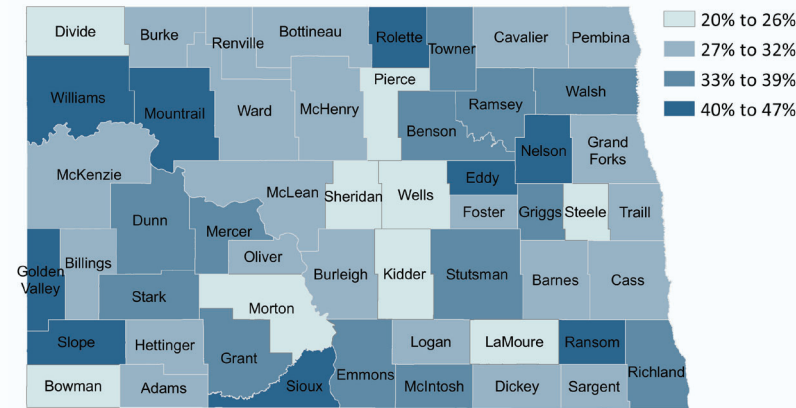 Divide
Burke
Renville
Bottineau
Rolette
Towner
Cavalier
Pembina
20% to 26%
27% to 32%
33% to 39%
40% to 47%
Williams
Mountrail
Ward
McHenry
Pierce
Benson
Ramsey
Walsh
Nelson
Grand
Forks
McKenzie
McLean
Sheridan
Wells
Eddy
Foster
Griggs
Steele
Traill
Dunn
Mercer
Oliver
Golden
Valley
Billings
Stark
Morton
Burleigh
Kidder
Stutsman
Barnes
Cass
Slope
Hettinger
Grant
Logan
LaMoure
Ransom
Richland
Bowman
Adams
Sioux
Emmons
McIntosh
Dickey
Sargent